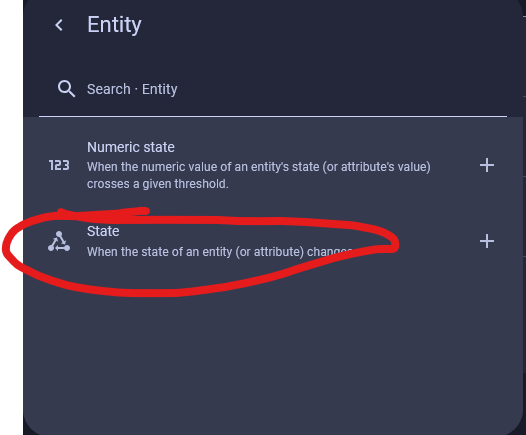 Entity
Search · Entity
Numeric state
123
When the numeric value of an entity's state (or attribute's value)
crosses a given threshold.
State
When the state of an entity (or attribute) changes.